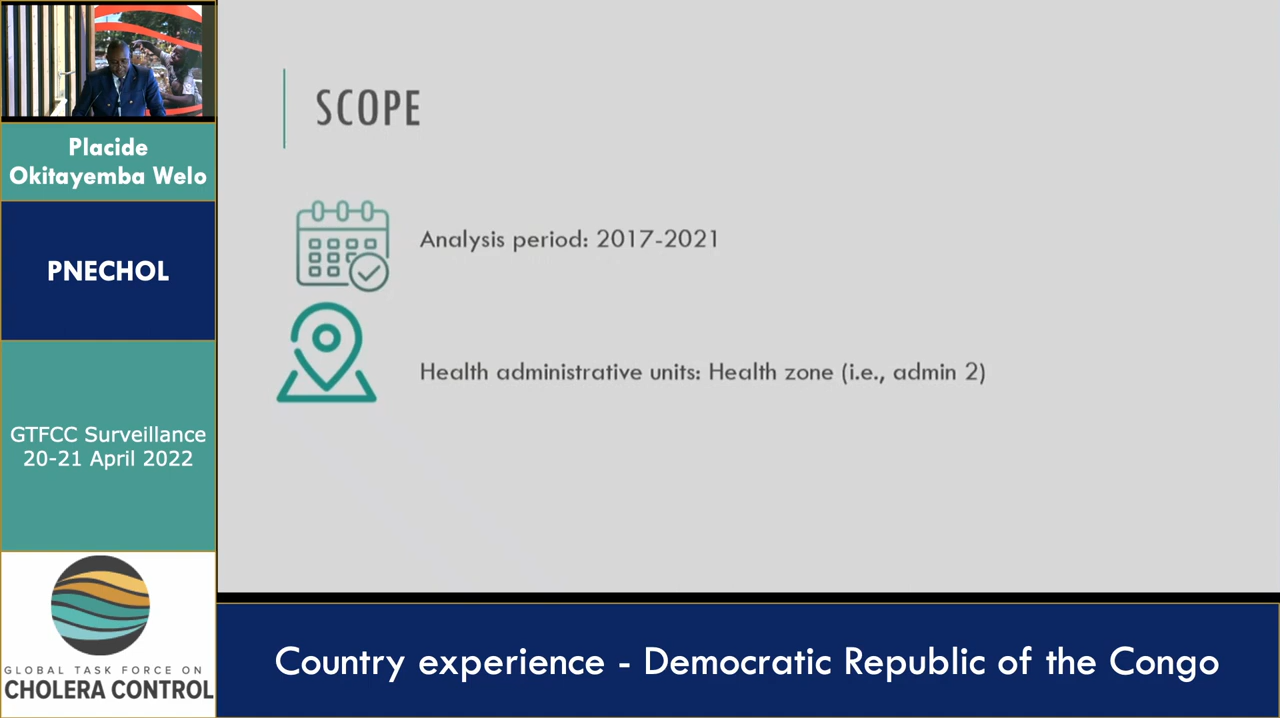 Placide
Okitayemba Welo
PNECHOL
GTFCC Surveillance
20-21 April 2022
GLOBAL TASK FORCE ON
CHOLERA CONTROL
SCOPE
Analysis period: 2017-2021
Health administrative units: Health zone (i.e., admin 2)
Country experience - Democratic Republic of the Congo